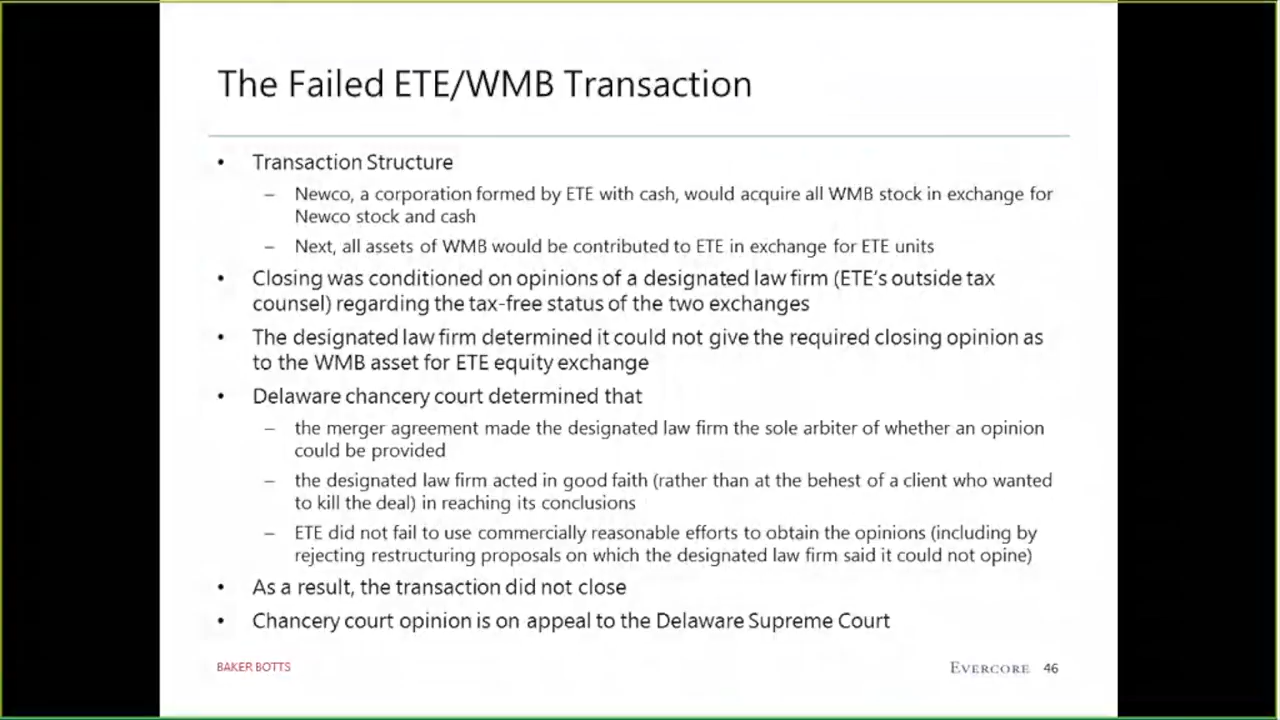 The Failed ETE/WMB Transaction
• Transaction Structure
– Newco, a corporation formed by ETE with cash, would acquire all WMB stock in exchange for
Newco stock and cash
– Next, all assets of WMB would be contributed to ETE in exchange for ETE units
• Closing was conditioned on opinions of a designated law firm (ETE's outside tax
counsel) regarding the tax-free status of the two exchanges
• The designated law firm determined it could not give the required closing opinion as
to the WMB asset for ETE equity exchange
• Delaware chancery court determined that
– the merger agreement made the designated law firm the sole arbiter of whether an opinion
could be provided
– the designated law firm acted in good faith (rather than at the behest of a client who wanted
to kill the deal) in reaching its conclusions
– ETE did not fail to use commercially reasonable efforts to obtain the opinions (including by
rejecting restructuring proposals on which the designated law firm said it could not opine)
• As a result, the transaction did not close
• Chancery court opinion is on appeal to the Delaware Supreme Court
BAKER BOTTS
EVERCORE 46